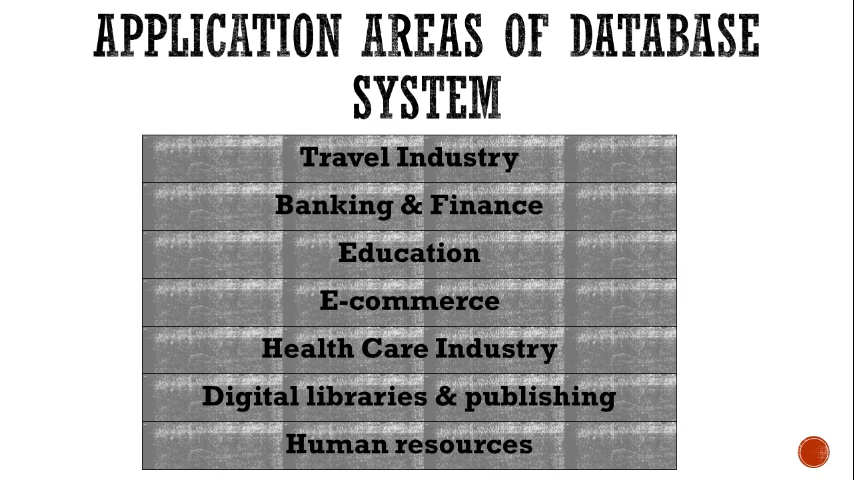 APPLICATION AREAS OF DATABASE
SYSTEM
Travel Industry
Banking & Finance
Education
E-commerce
Health Care Industry
Digital libraries & publishing
Human resources